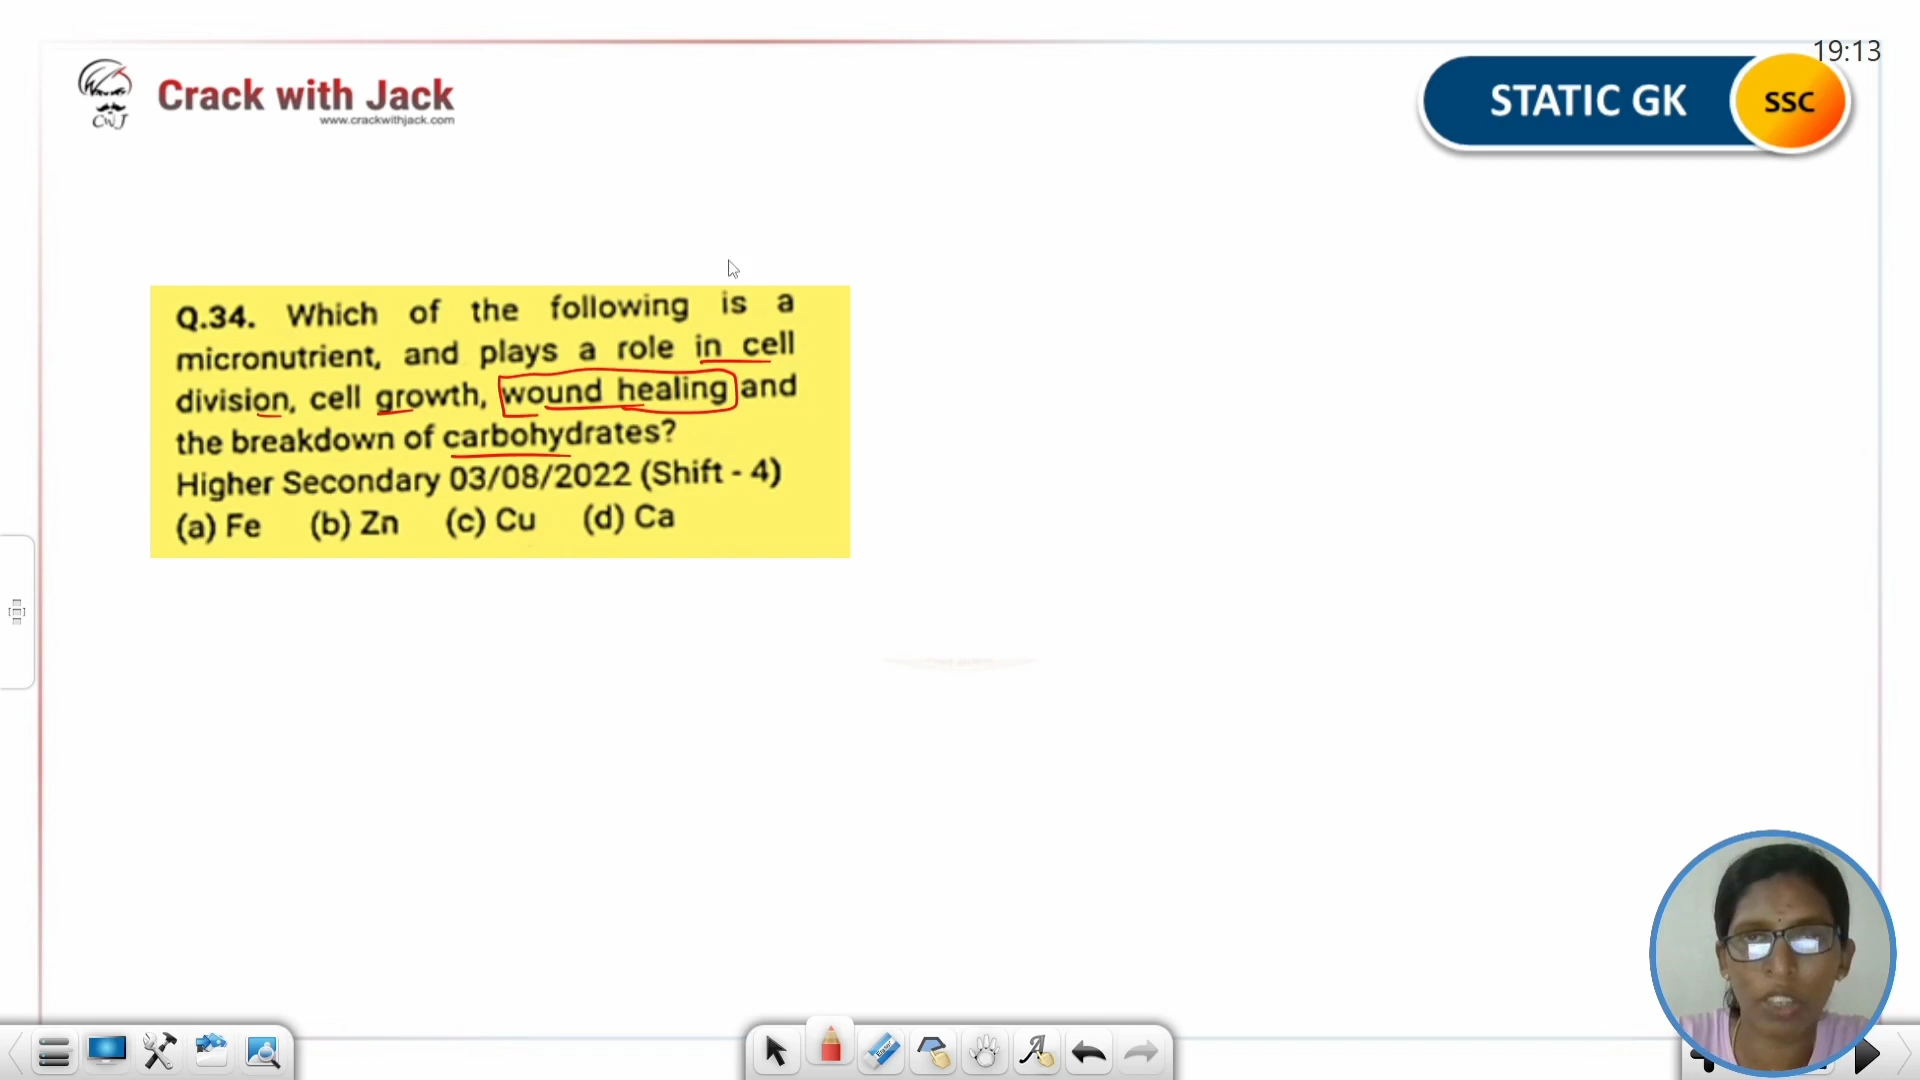 19:13
Crack with Jack
www.crackwithjack.com
CWJ
STATIC GK
SSC
Q.34. Which of the following is a
micronutrient, and plays a role in cell
division, cell growth, wound healing and
the breakdown of carbohydrates?
Higher Secondary 03/08/2022 (Shift - 4)
(a) Fe (b) Zn (c) Cu (d) Ca